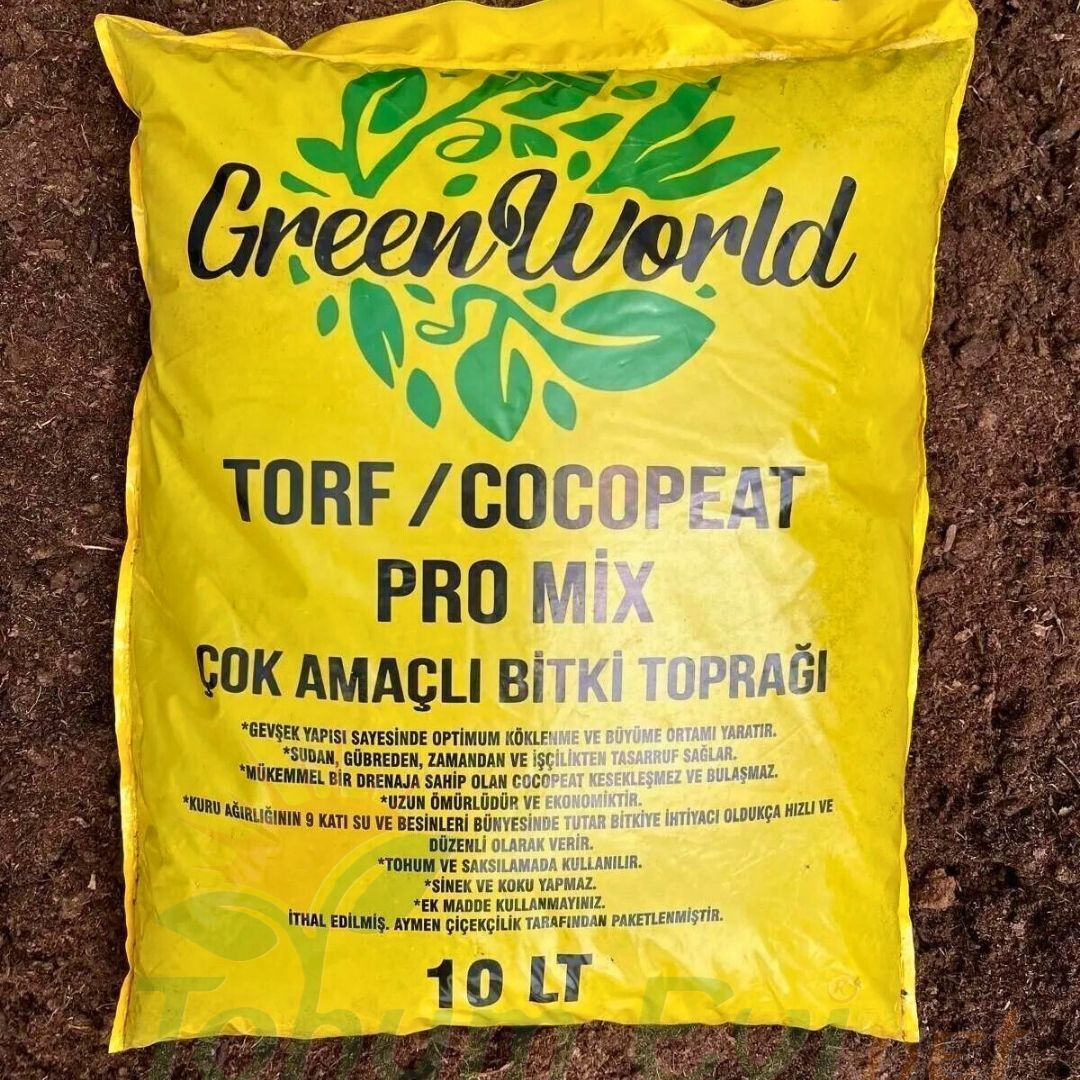 GreenWorld
TORF / COCOPEAT
PRO MİX
ÇOK AMAÇLI BİTKİ TOPRAĞI
*GEVŞEK YAPISI SAYESİNDE OPTIMUM KÖKLENME VE BÜYÜME ORTAMI YARATIR.
*SUDAN, GÜBREDEN, ZAMANDAN VE İŞÇİLİKTEN TASARRUF SAĞLAR.
*MÜKEMMEL BİR DRENAJA SAHİP OLAN COCOPEAT KESEKLEŞMEZ VE BULAŞMAZ.
*UZUN ÖMÜRLÜDÜR VE EKONOMİKTİR.
*KURU AĞIRLIĞININ 9 KATI SU VE BESİNLERİ BÜNYESİNDE TUTAR BİTKİYE İHTİYACI OLDUKÇA HIZLI VE
DÜZENLİ OLARAK VERİR.
*TOHUM VE SAKSILAMADA KULLANILIR.
*SİNEK VE KOKU YAPMAZ.
*EK MADDE KULLANMAYINIZ.
İTHAL EDİLMİŞ. AYMEN ÇİÇEKÇİLİK TARAFINDAN PAKETLENMİŞTİR.
10 LT
Tohum Evi ®
.net